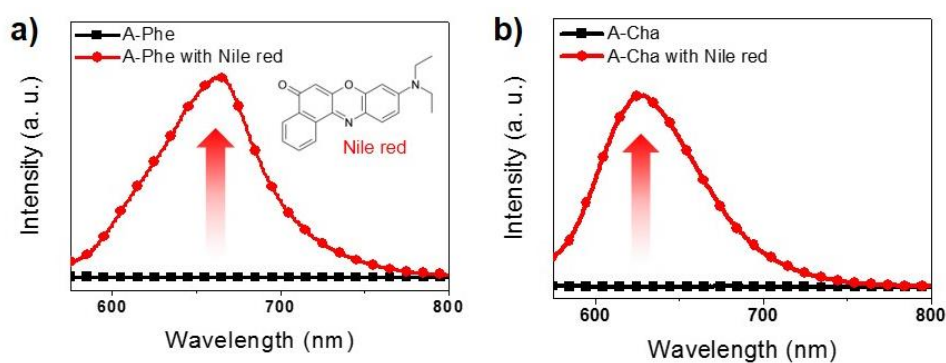 a)
A-Phe
A-Phe with Nile red
O
O
N
N
Nile red
Intensity (a. u.)
600
700
800
Wavelength (nm)
b)
A-Cha
A-Cha with Nile red
Intensity (a. u.)
600
700
800
Wavelength (nm)